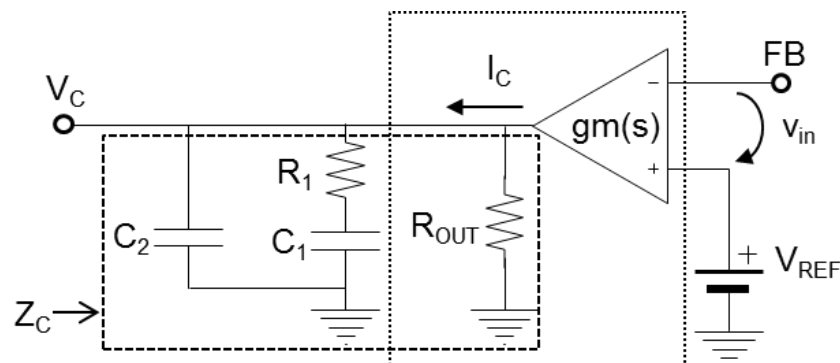 V_C
I_C
FB
gm(s)
−
+
v_in
R_1
C_2
C_1
R_OUT
+
V_REF
Z_C